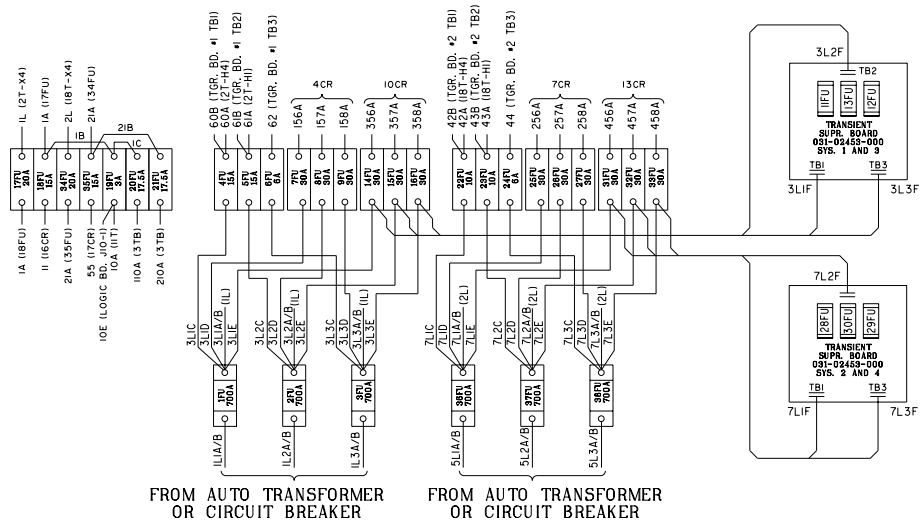 1L (2T-X4)
1A (17FU)
2L (18T-X4)
21A (34FU)
1B
21B
1C
17FU 20A
18FU 15A
34FU 20A
35FU 15A
19FU 3A
20FU 17.5A
21FU 17.5A
1A (18FU)
11 (16CR)
21A (35FU)
55 (17CR)
10E (LOGIC BD. J10-1)
10A (11T)
110A (3TB)
210A (3TB)
60B (TGR. BD. #1 TB1)
60A (2T-H4)
61B (TGR. BD. #1 TB2)
61A (2T-H1)
62 (TGR. BD. #1 TB3)
4CR
156A
157A
158A
10CR
356A
357A
358A
4FU 15A
5FU 15A
6FU 6A
7FU 30A
8FU 30A
9FU 30A
14FU 30A
15FU 30A
16FU 30A
42B (TGR. BD. #2 TB1)
42A (18T-H4)
43B (TGR. BD. #2 TB2)
43A (18T-H1)
44 (TGR. BD. #2 TB3)
7CR
256A
257A
258A
13CR
456A
457A
458A
22FU 10A
23FU 10A
24FU 6A
25FU 30A
26FU 30A
27FU 30A
31FU 30A
32FU 30A
33FU 30A
3L1C
3L1D
3L1A/B (1L)
3L1E
3L2C
3L2D
3L2A/B (1L)
3L2E
3L3C
3L3D
3L3A/B (1L)
3L3E
7L1C
7L1D
7L1A/B (2L)
7L1E
7L2C
7L2D
7L2A/B (2L)
7L2E
7L3C
7L3D
7L3A/B (2L)
7L3E
1FU 700A
2FU 700A
3FU 700A
36FU 700A
37FU 700A
38FU 700A
1L1A/B
1L2A/B
1L3A/B
5L1A/B
5L2A/B
5L3A/B
FROM AUTO TRANSFORMER
OR CIRCUIT BREAKER
FROM AUTO TRANSFORMER
OR CIRCUIT BREAKER
3L2F
TB2
11FU
13FU
12FU
TRANSIENT
SUPR. BOARD
031-02453-000
SYS. 1 AND 3
TB1
TB3
3L1F
3L3F
7L2F
28FU
30FU
29FU
TRANSIENT
SUPR. BOARD
031-02453-000
SYS. 2 AND 4
TB1
TB3
7L1F
7L3F